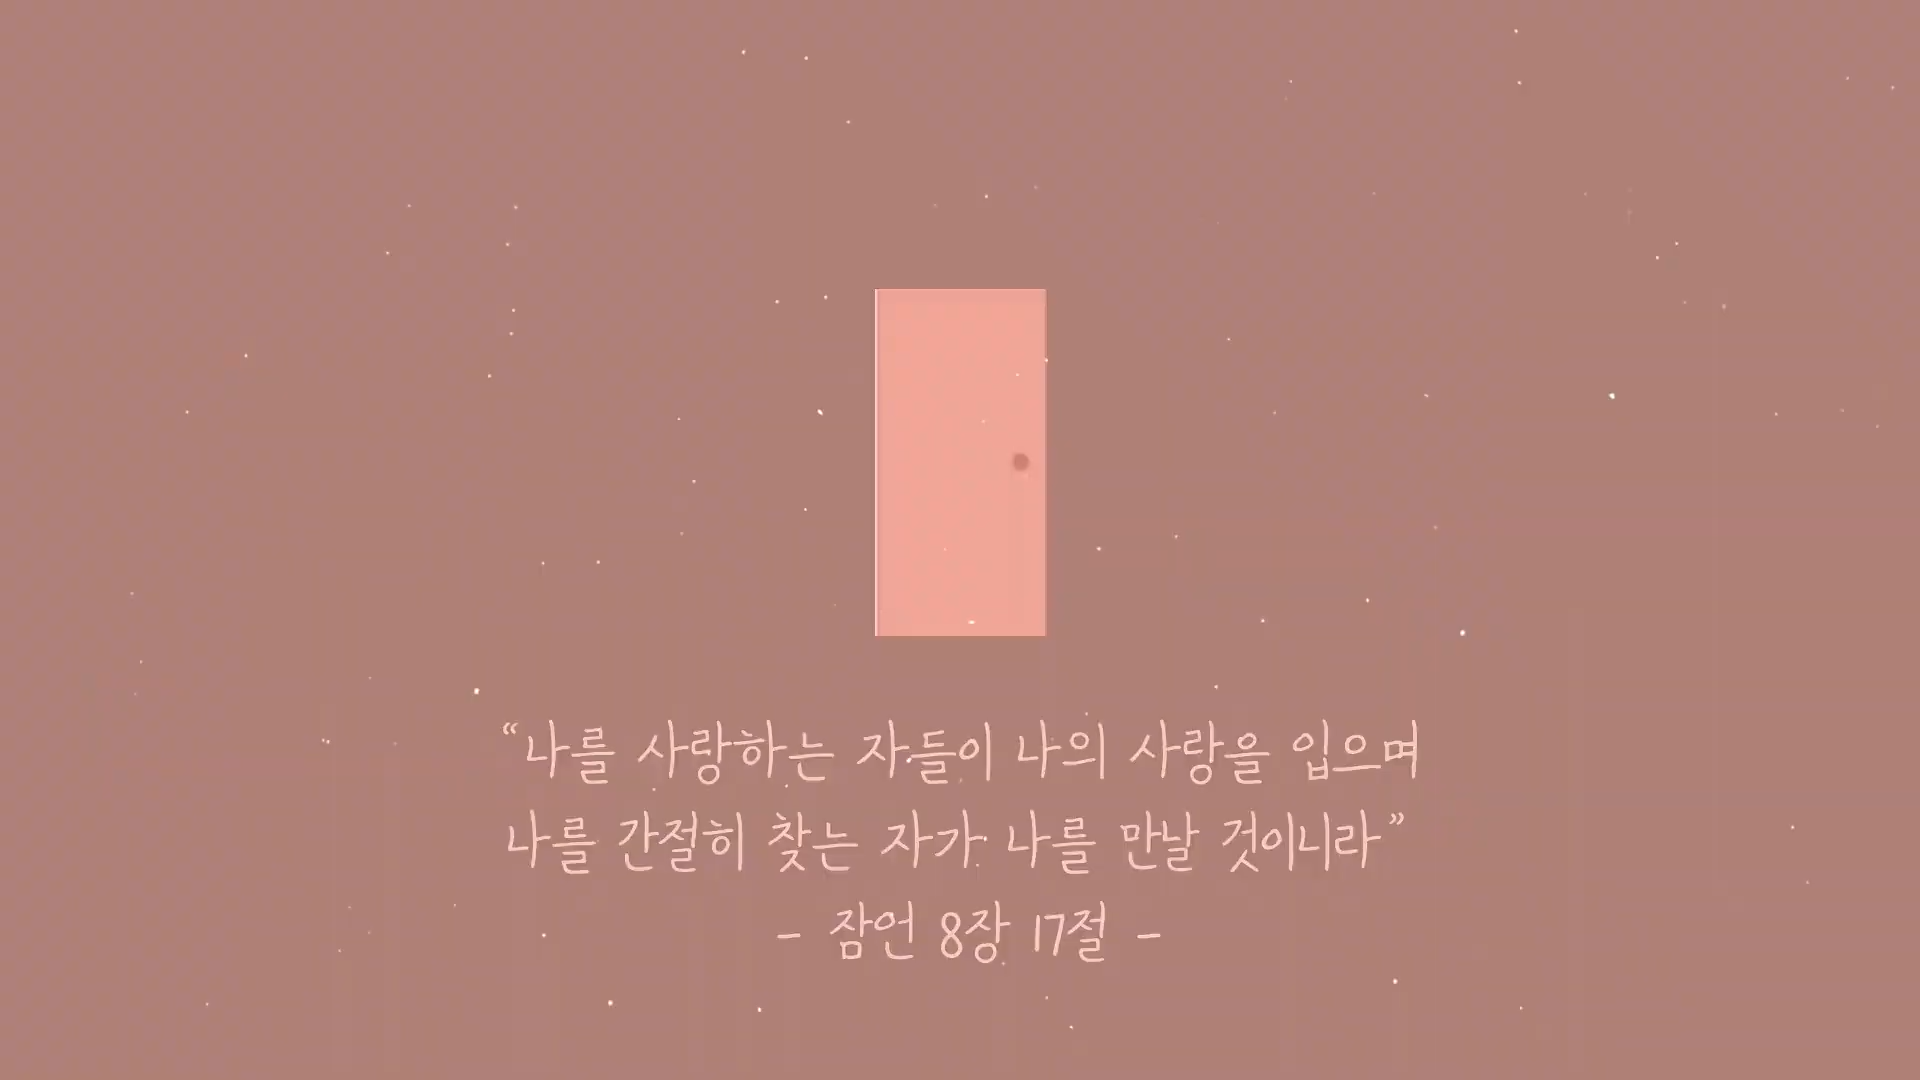 “나를 사랑하는 자들이 나의 사랑을 입으며
나를 간절히 찾는 자가 나를 만날 것이니라”
- 잠언 8장 17절 -